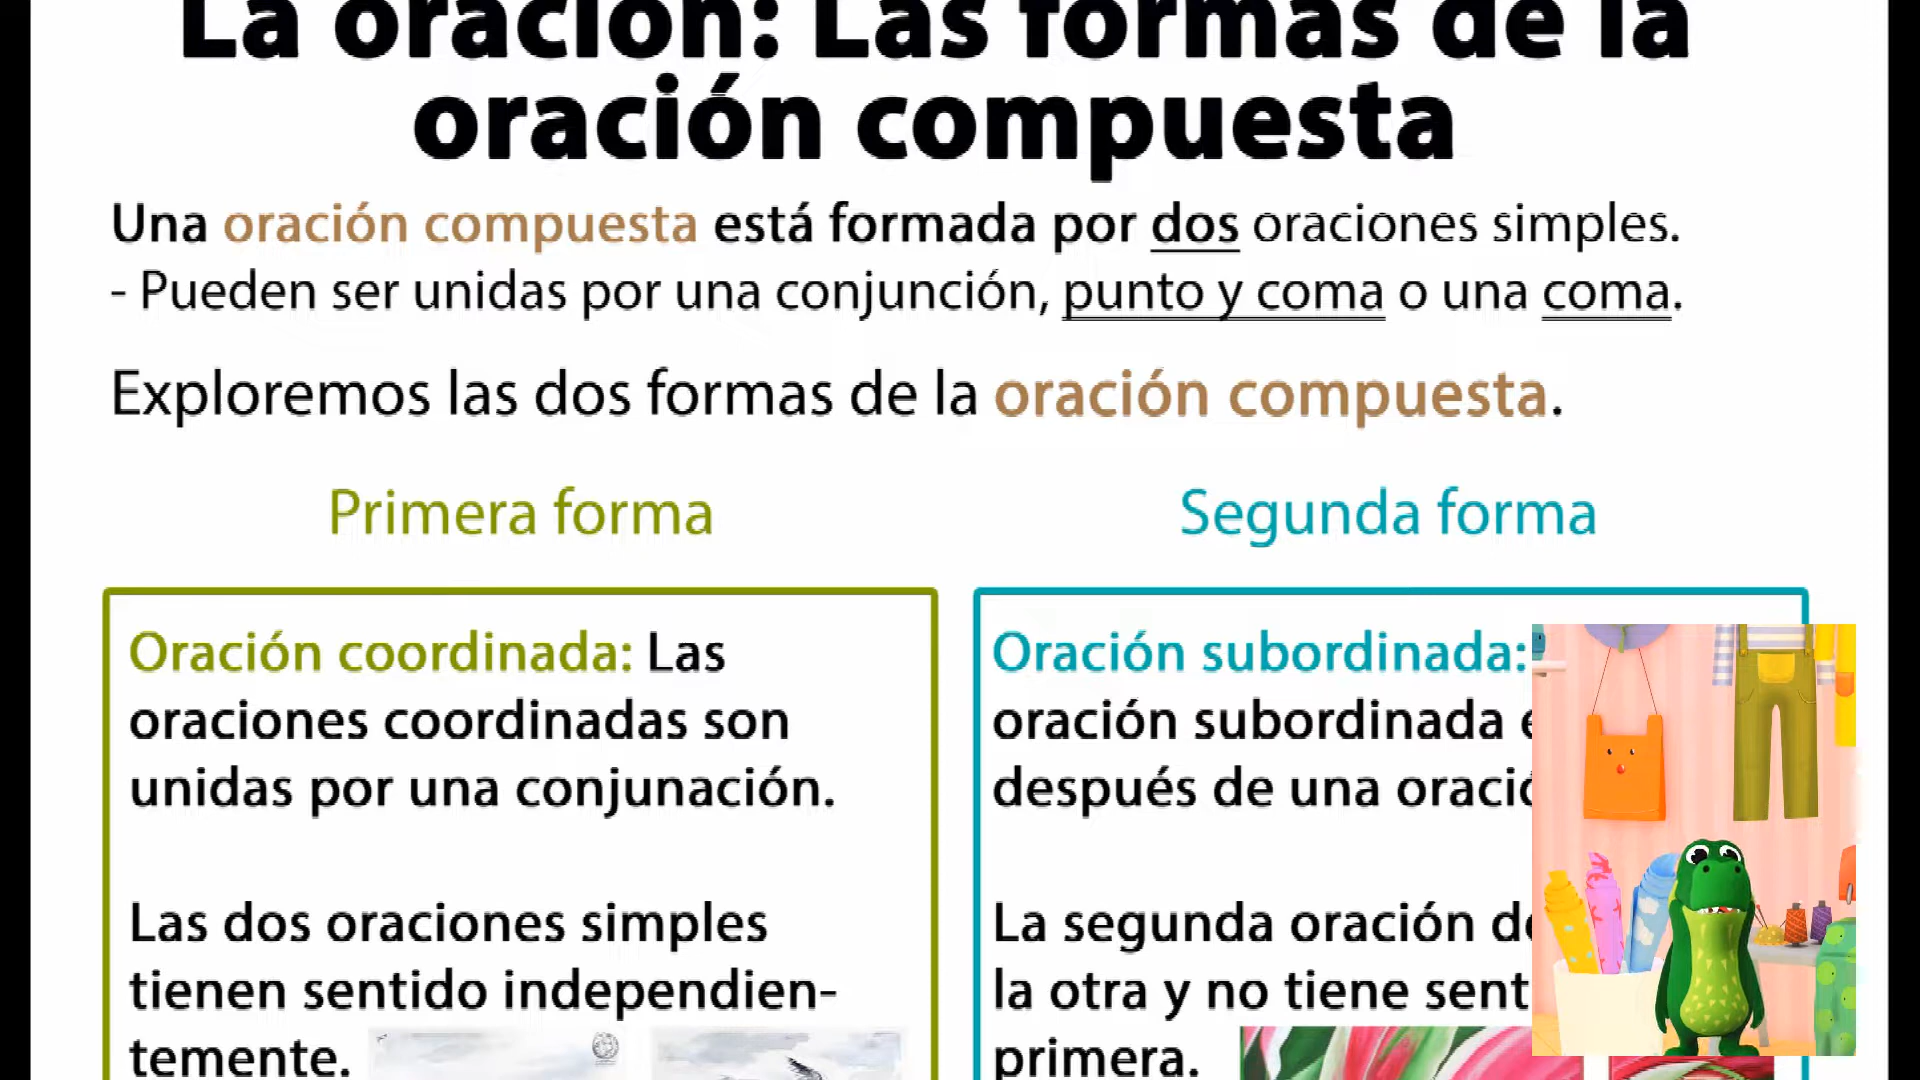 La oración: Las formas de la
oración compuesta
Una oración compuesta está formada por dos oraciones simples.
- Pueden ser unidas por una conjunción, punto y coma o una coma.
Exploremos las dos formas de la oración compuesta.
Primera forma
Oración coordinada: Las
oraciones coordinadas son
unidas por una conjunación.
Las dos oraciones simples
tienen sentido independien-
temente.
Segunda forma
Oración subordinada:
oración subordinada
después de una
La segunda oración
la otra y no tiene
primera.